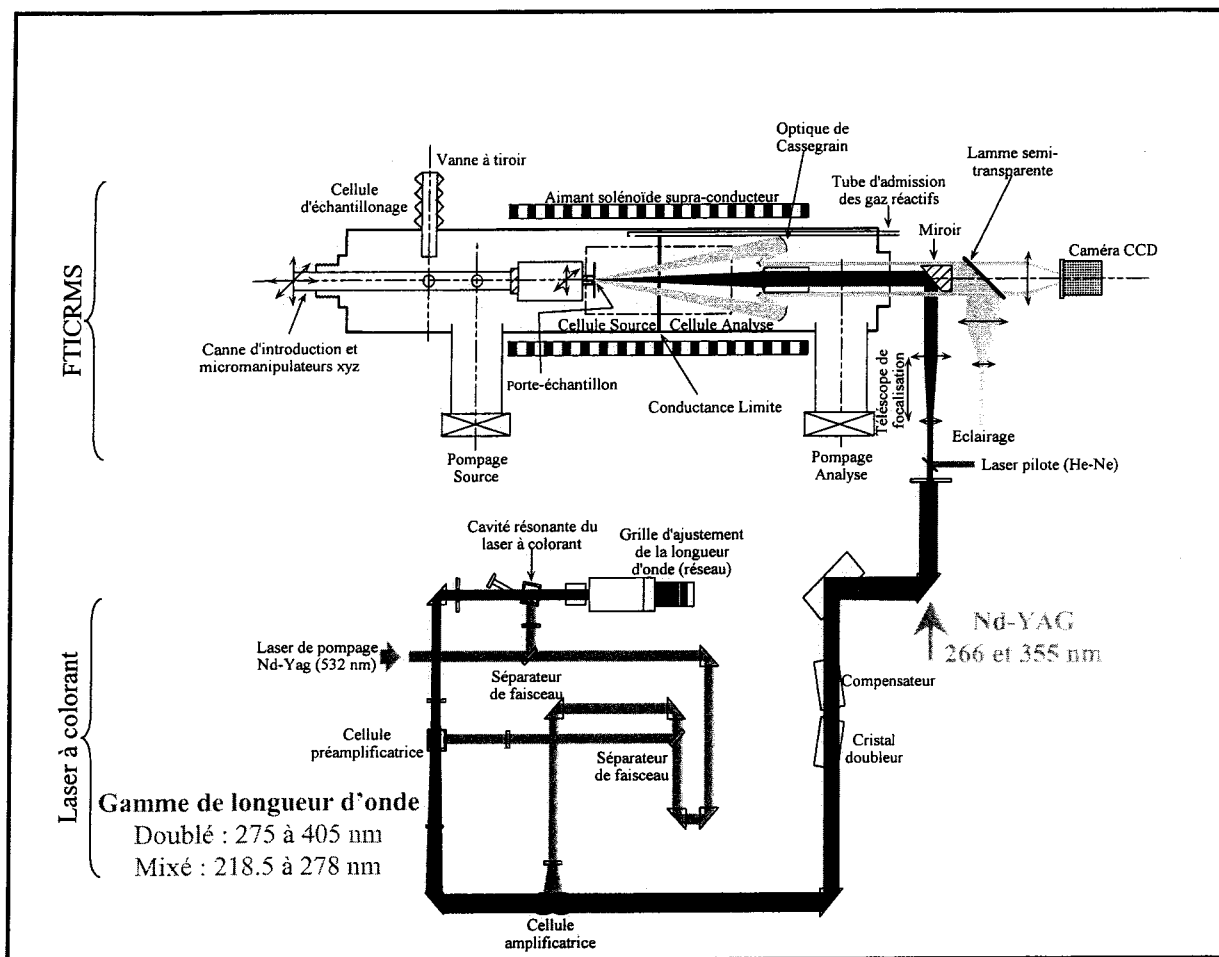 Optique de
Cassegrain
Lamme semi-
transparente
Vanne à tiroir
Tube d'admission
des gaz réactifs
Cellule
d'échantillonage
Aimant solénoïde supra-conducteur
Miroir
Caméra CCD
FTICRMS
Cellule Source
Cellule Analyse
Canne d'introduction et
micromanipulateurs xyz
Porte-échantillon
Conductance Limite
Téléscope de
focalisation
Eclairage
Pompage
Source
Pompage
Analyse
Laser pilote (He-Ne)
Cavité résonante du
laser à colorant
Grille d'ajustement
de la longueur
d'onde (réseau)
Laser à colorant
Laser de pompage
Nd-Yag (532 nm)
Séparateur
de faisceau
Nd-YAG
266 et 355 nm
Compensateur
Cellule
préamplificatrice
Séparateur
de faisceau
Cristal
doubleur
Gamme de longueur d'onde
Doublé : 275 à 405 nm
Mixé : 218.5 à 278 nm
Cellule
amplificatrice